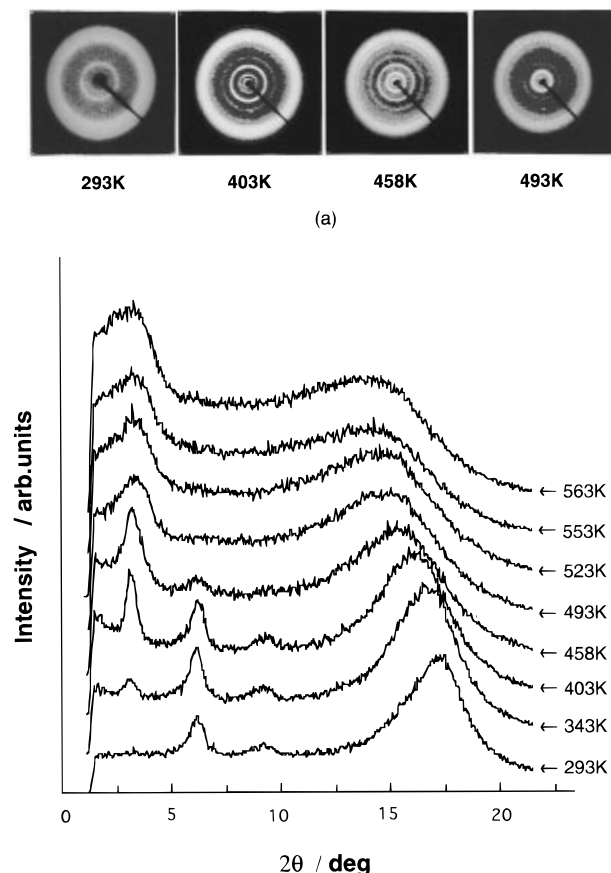 293K 403K 458K 493K
(a)
Intensity / arb.units
← 563K
← 553K
← 523K
← 493K
← 458K
← 403K
← 343K
← 293K
0 5 10 15 20
2θ / deg